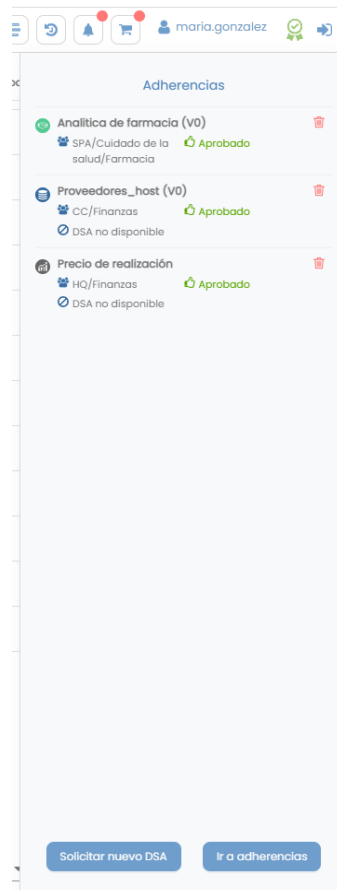 maria.gonzalez
Adherencias
Analitica de farmacia (V0)
SPA/Cuidado de la
salud/Farmacia
Aprobado
Proveedores_host (V0)
CC/Finanzas
Aprobado
DSA no disponible
Precio de realización
HQ/Finanzas
Aprobado
DSA no disponible
Solicitar nuevo DSA
Ir a adherencias